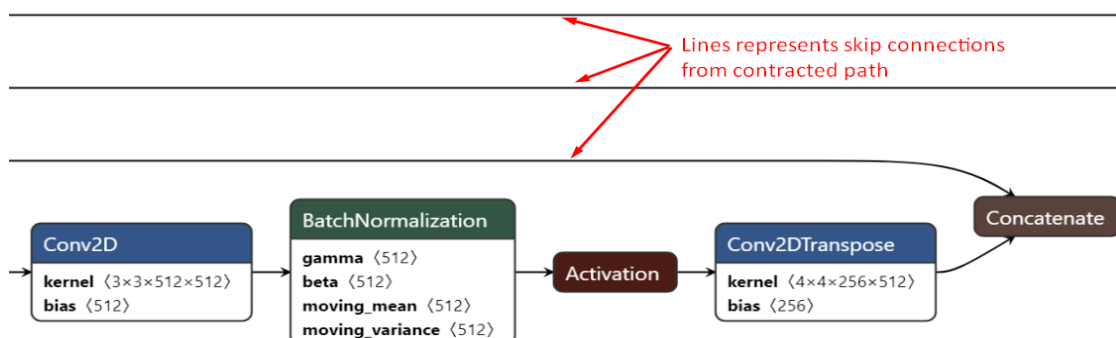 Lines represents skip connections
from contracted path
Concatenate
Conv2D
kernel 〈3×3×512×512〉
bias 〈512〉
BatchNormalization
gamma 〈512〉
beta 〈512〉
moving_mean 〈512〉
moving_variance 〈512〉
Activation
Conv2DTranspose
kernel 〈4×4×256×512〉
bias 〈256〉